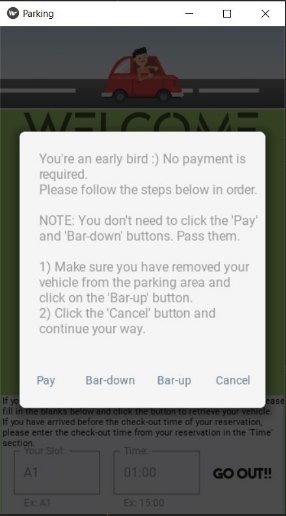 Parking
WELCOME
You're an early bird :) No payment is
required.
Please follow the steps below in order.
NOTE: You don't need to click the 'Pay'
and 'Bar-down' buttons. Pass them.
1) Make sure you have removed your
vehicle from the parking area and
click on the 'Bar-up' button.
2) Click the 'Cancel' button and
continue your way.
Pay Bar-down Bar-up Cancel
fill in the blanks below and click the button to retrieve your vehicle.
If you have arrived before the check-out time of your reservation,
please enter the check-out time from your reservation in the 'Time'
section.
Your Slot: Time:
A1 01:00 GO OUT!!
Ex: A1 Ex: 15:00